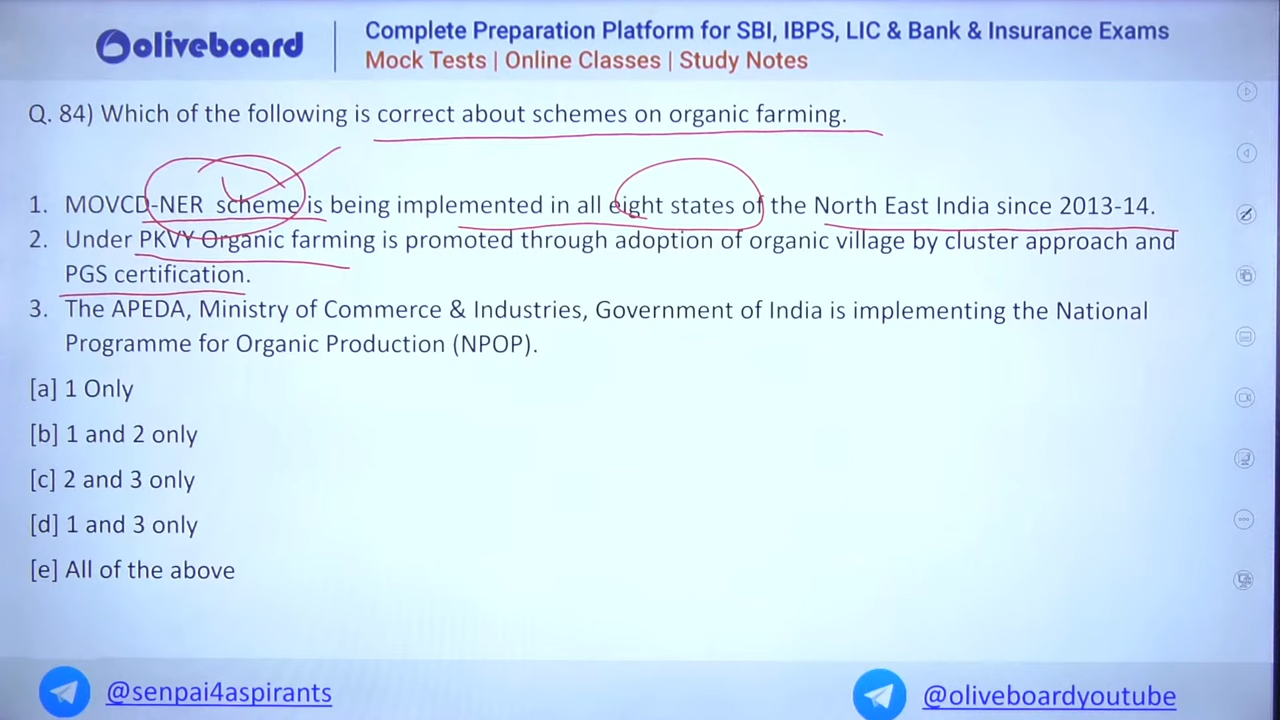 oliveboard
Complete Preparation Platform for SBI, IBPS, LIC & Bank & Insurance Exams
Mock Tests | Online Classes | Study Notes
Q. 84) Which of the following is correct about schemes on organic farming.
1. MOVCD-NER scheme is being implemented in all eight states of the North East India since 2013-14.
2. Under PKVY Organic farming is promoted through adoption of organic village by cluster approach and
PGS certification.
3. The APEDA, Ministry of Commerce & Industries, Government of India is implementing the National
Programme for Organic Production (NPOP).
[a] 1 Only
[b] 1 and 2 only
[c] 2 and 3 only
[d] 1 and 3 only
[e] All of the above
@senpai4aspirants
@oliveboardyoutube